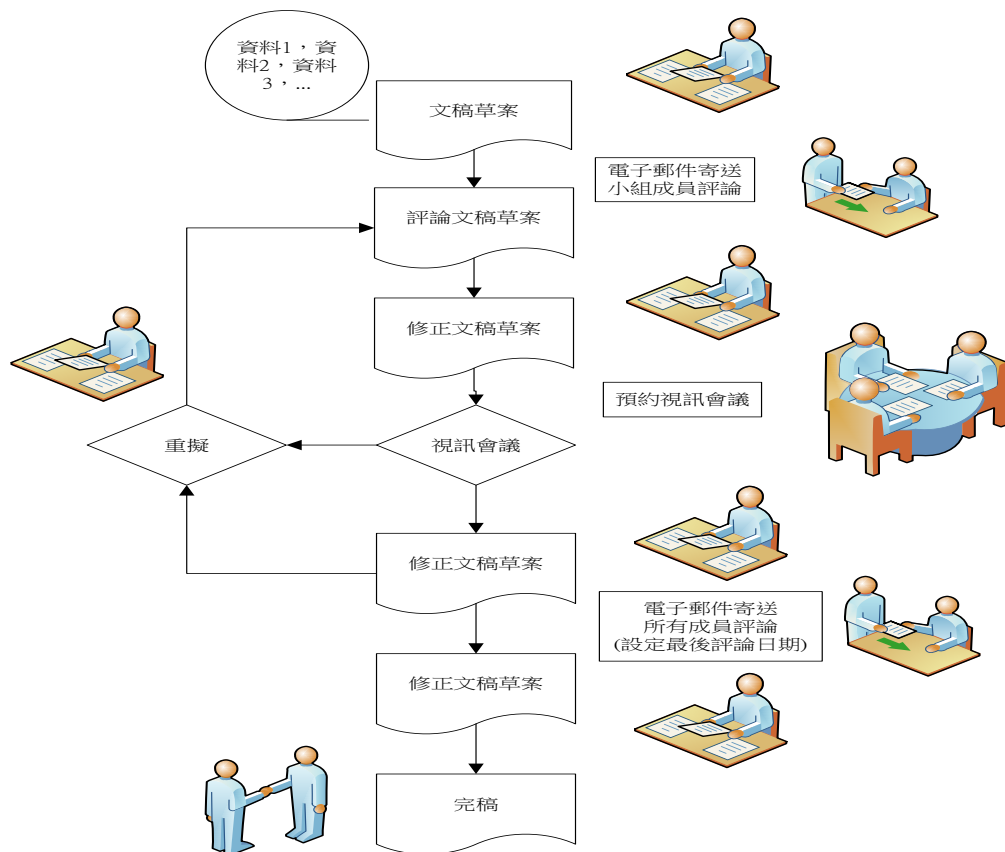 資料1，資
料2，資料
3，...
文稿草案
電子郵件寄送
小組成員評論
評論文稿草案
修正文稿草案
預約視訊會議
重擬
視訊會議
修正文稿草案
電子郵件寄送
所有成員評論
(設定最後評論日期)
修正文稿草案
完稿